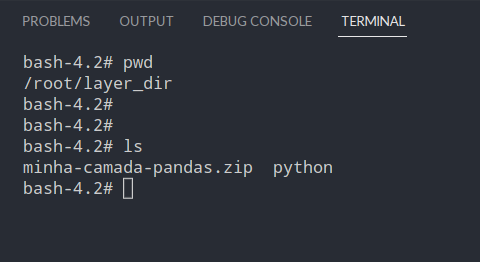 PROBLEMS OUTPUT DEBUG CONSOLE TERMINAL
bash-4.2# pwd
/root/layer_dir
bash-4.2#
bash-4.2#
bash-4.2# ls
minha-camada-pandas.zip  python
bash-4.2#